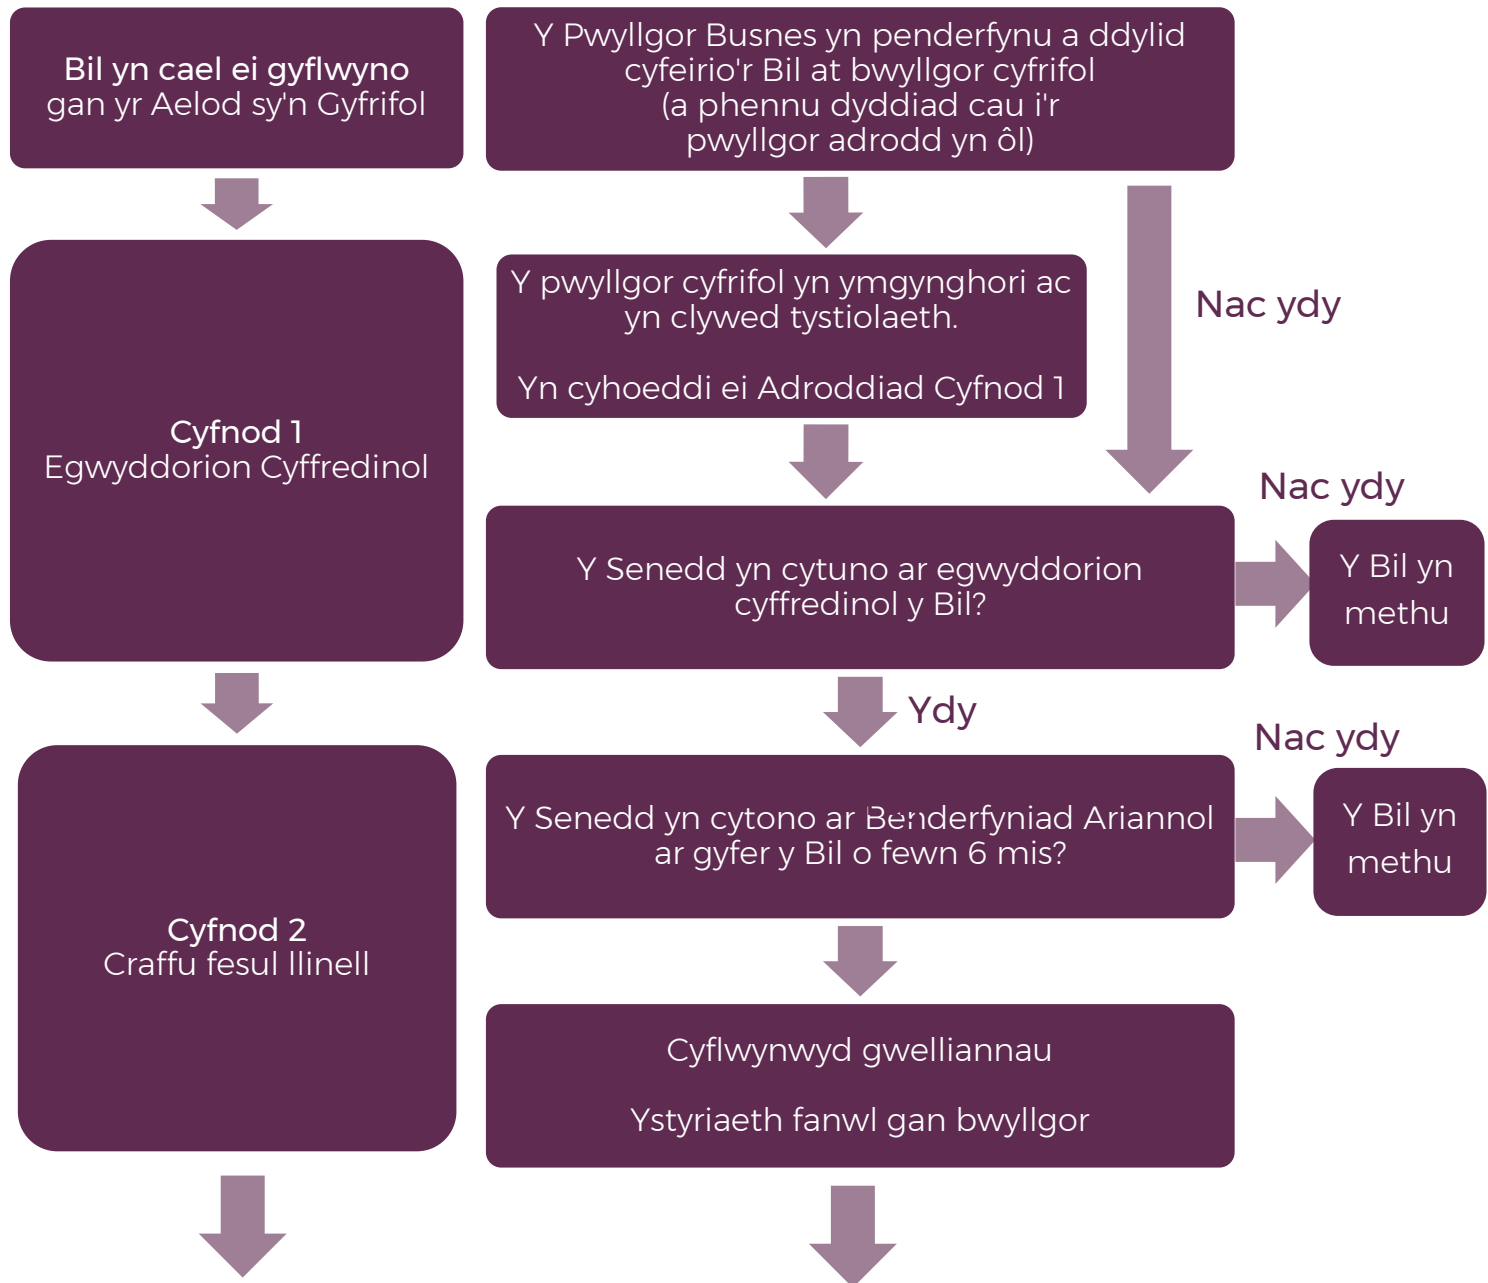 Bil yn cael ei gyflwyno
gan yr Aelod sy'n Gyfrifol
Y Pwyllgor Busnes yn penderfynu a ddylid
cyfeirio'r Bil at bwyllgor cyfrifol
(a phennu dyddiad cau i'r
pwyllgor adrodd yn ôl)
Y pwyllgor cyfrifol yn ymgynghori ac
yn clywed tystiolaeth.
Yn cyhoeddi ei Adroddiad Cyfnod 1
Nac ydy
Cyfnod 1
Egwyddorion Cyffredinol
Y Senedd yn cytuno ar egwyddorion
cyffredinol y Bil?
Nac ydy
Y Bil yn
methu
Ydy
Y Senedd yn cytono ar Benderfyniad Ariannol
ar gyfer y Bil o fewn 6 mis?
Nac ydy
Y Bil yn
methu
Cyfnod 2
Craffu fesul llinell
Cyflwynwyd gwelliannau
Ystyriaeth fanwl gan bwyllgor